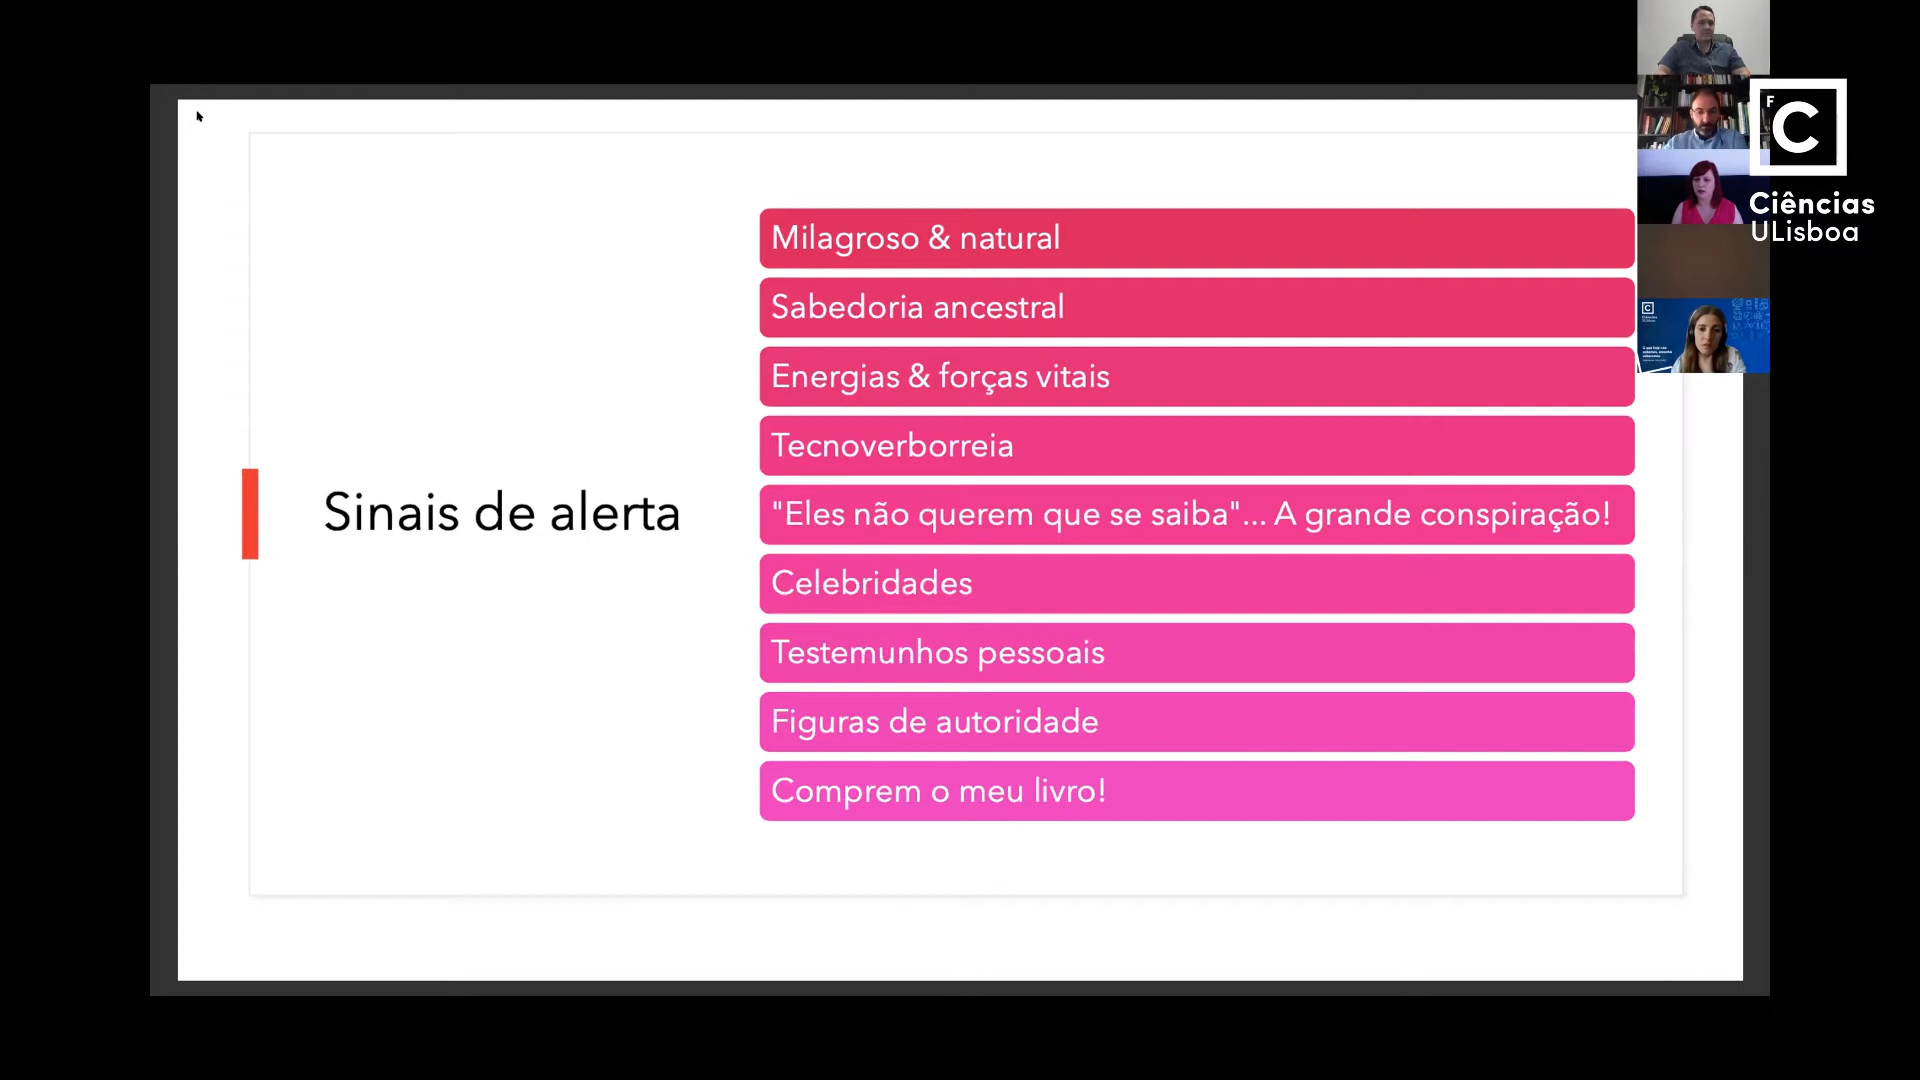 Sinais de alerta
Milagroso & natural
Sabedoria ancestral
Energias & forças vitais
Tecnoverborreia
"Eles não querem que se saiba"... A grande conspiração!
Celebridades
Testemunhos pessoais
Figuras de autoridade
Comprem o meu livro!
F
C
Ciências
ULisboa